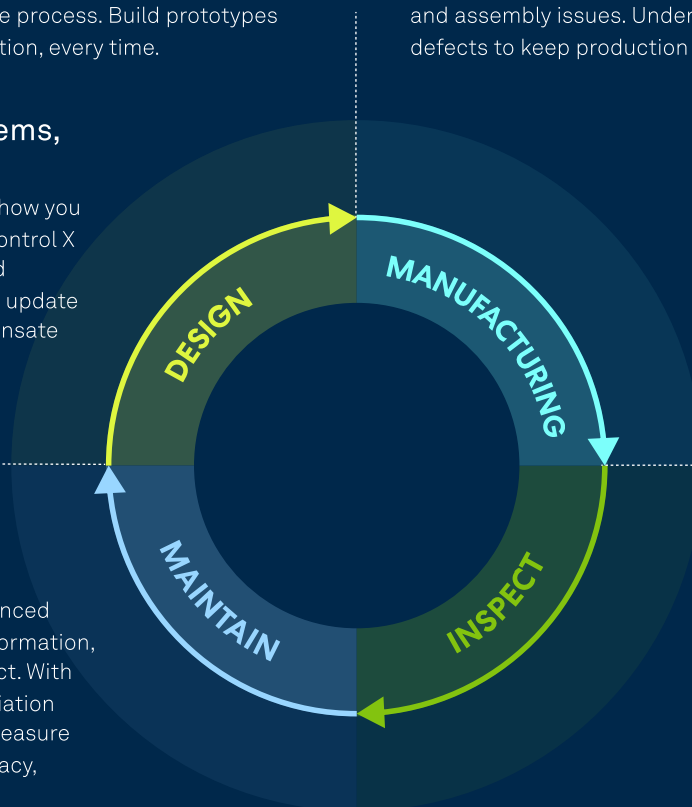 e process. Build prototypes
tion, every time.
and assembly issues. Under
defects to keep production
ems,
how you
ontrol X
d
update
nsate
DESIGN
MANUFACTURING
MAINTAIN
INSPECT
nced
ormation,
ct. With
iation
easure
acy,